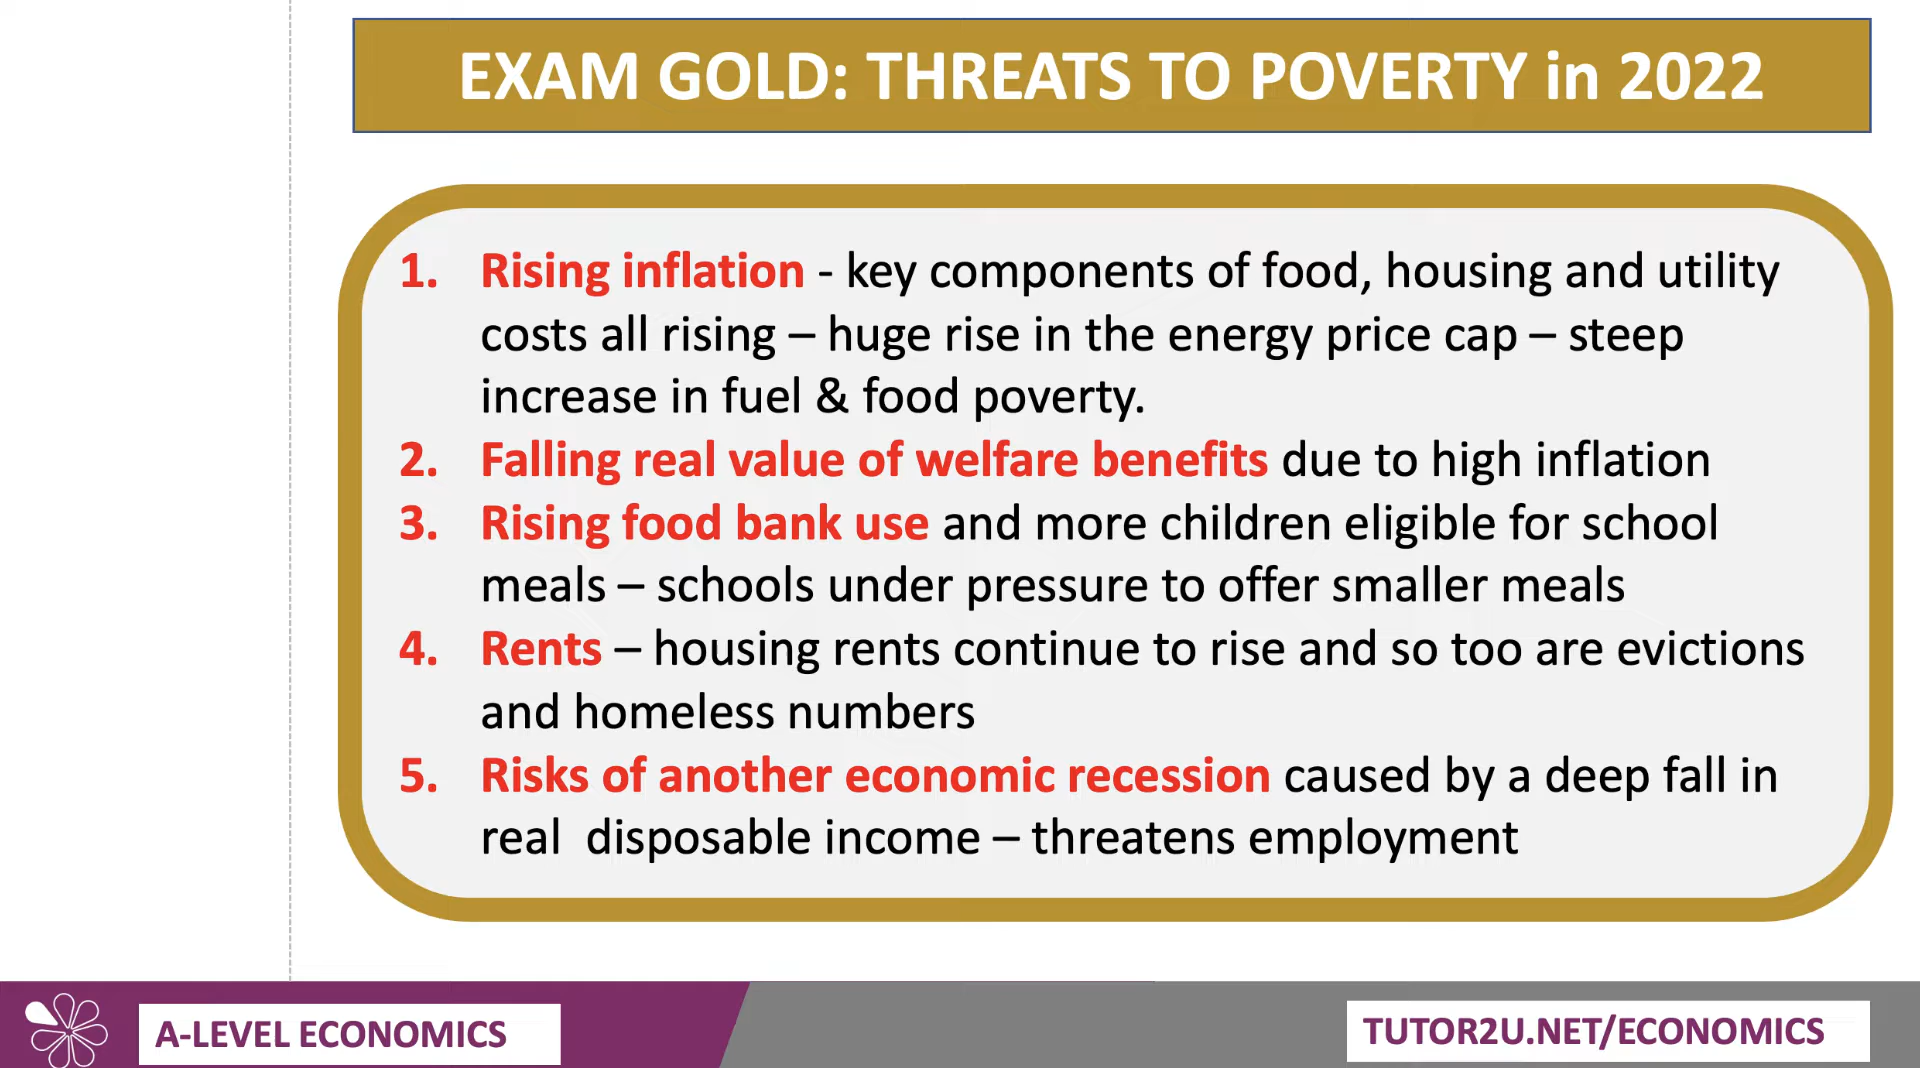 EXAM GOLD: THREATS TO POVERTY in 2022
1. Rising inflation - key components of food, housing and utility
costs all rising – huge rise in the energy price cap – steep
increase in fuel & food poverty.
2. Falling real value of welfare benefits due to high inflation
3. Rising food bank use and more children eligible for school
meals – schools under pressure to offer smaller meals
4. Rents – housing rents continue to rise and so too are evictions
and homeless numbers
5. Risks of another economic recession caused by a deep fall in
real  disposable income – threatens employment
A-LEVEL ECONOMICS
TUTOR2U.NET/ECONOMICS